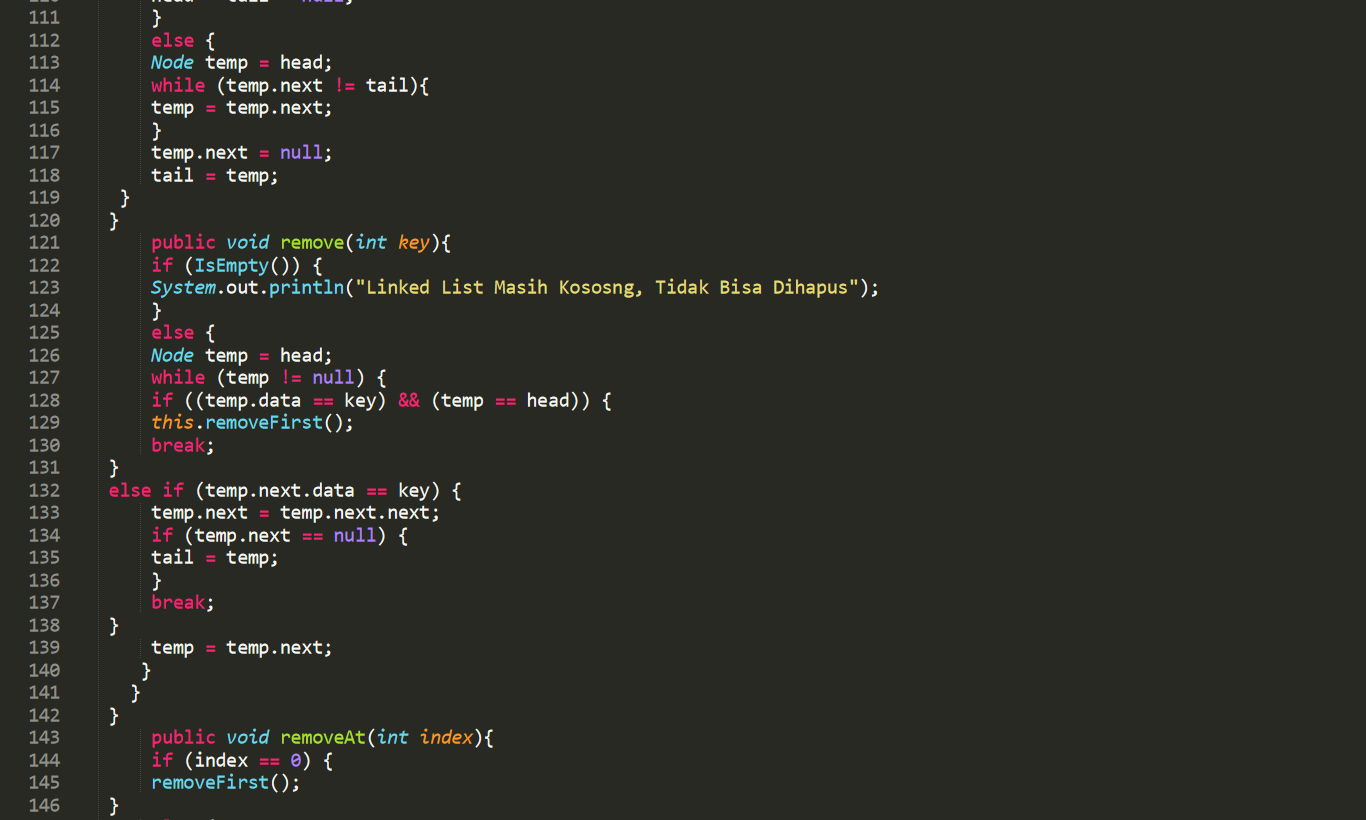 111 }
112 else {
113 Node temp = head;
114 while (temp.next != tail){
115 temp = temp.next;
116 }
117 temp.next = null;
118 tail = temp;
119 }
120 }
121 public void remove(int key){
122 if (IsEmpty()) {
123 System.out.println("Linked List Masih Kososng, Tidak Bisa Dihapus");
124 }
125 else {
126 Node temp = head;
127 while (temp != null) {
128 if ((temp.data == key) && (temp == head)) {
129 this.removeFirst();
130 break;
131 }
132 else if (temp.next.data == key) {
133 temp.next = temp.next.next;
134 if (temp.next == null) {
135 tail = temp;
136 }
137 break;
138 }
139 temp = temp.next;
140 }
141 }
142 }
143 public void removeAt(int index){
144 if (index == 0) {
145 removeFirst();
146 }